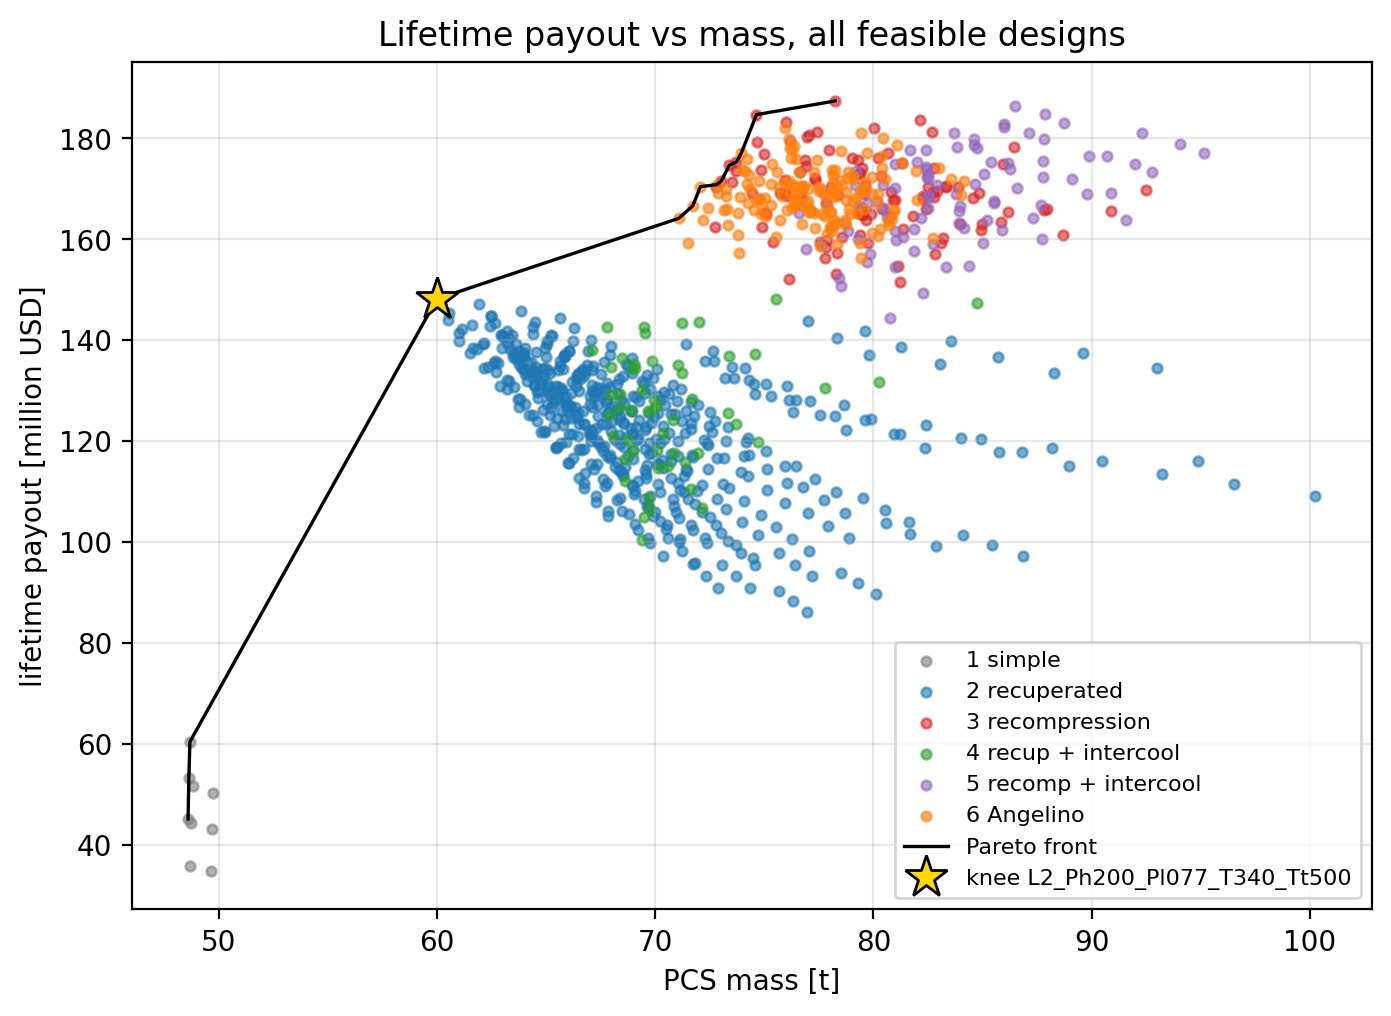 Lifetime payout vs mass, all feasible designs
lifetime payout [million USD]
180
160
140
120
100
80
60
40
50
60
70
80
90
100
PCS mass [t]
1 simple
2 recuperated
3 recompression
4 recup + intercool
5 recomp + intercool
6 Angelino
Pareto front
knee L2_Ph200_Pl077_T340_Tt500